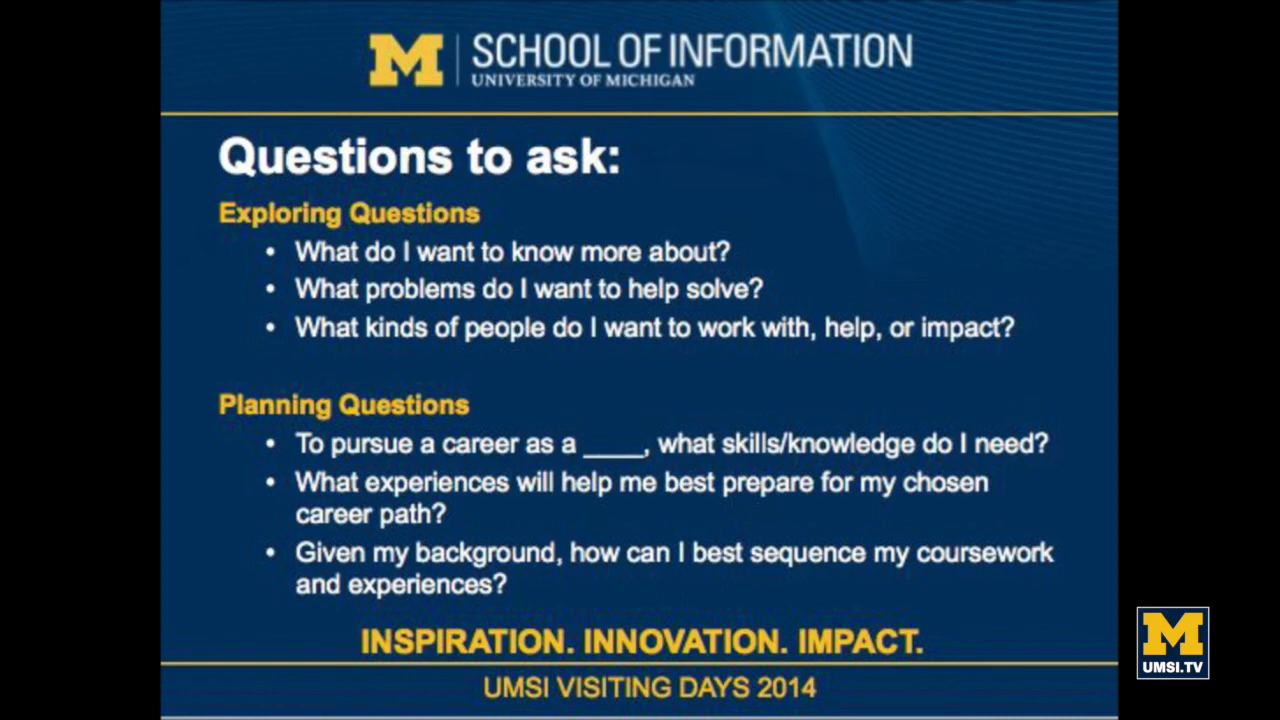 M SCHOOL OF INFORMATION
UNIVERSITY OF MICHIGAN
Questions to ask:
Exploring Questions
• What do I want to know more about?
• What problems do I want to help solve?
• What kinds of people do I want to work with, help, or impact?
Planning Questions
• To pursue a career as a ____, what skills/knowledge do I need?
• What experiences will help me best prepare for my chosen
career path?
• Given my background, how can I best sequence my coursework
and experiences?
INSPIRATION. INNOVATION. IMPACT.
UMSI VISITING DAYS 2014
M
UMSI.TV